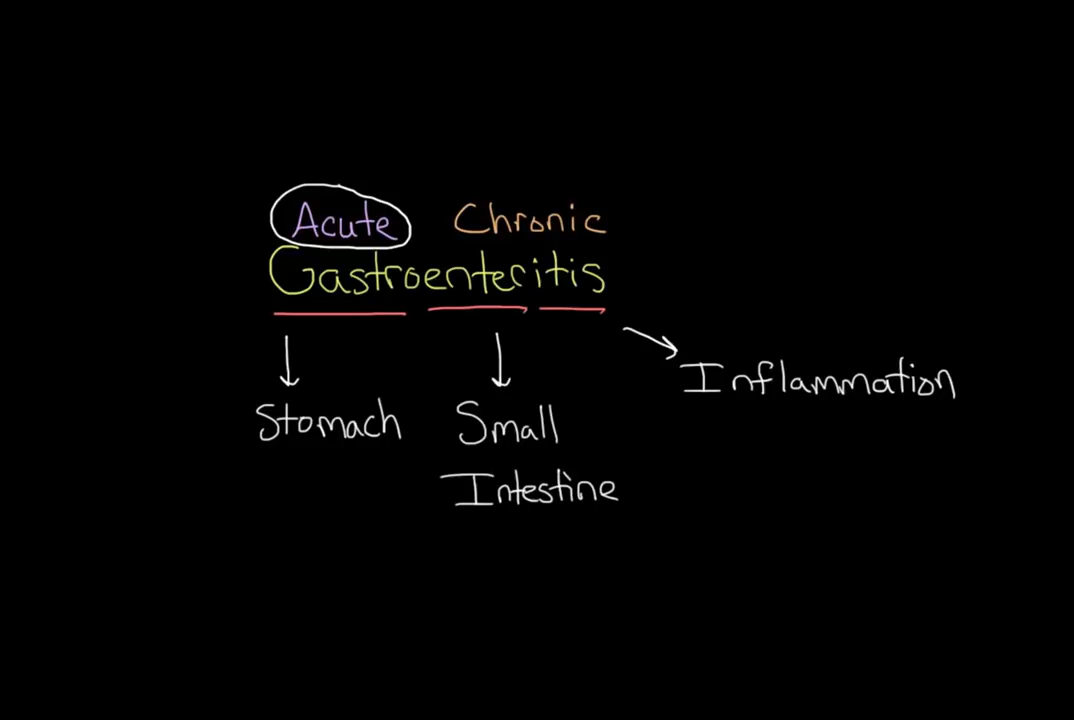 Acute Chronic
Gastroenteritis
Inflammation
Stomach Small
Intestine